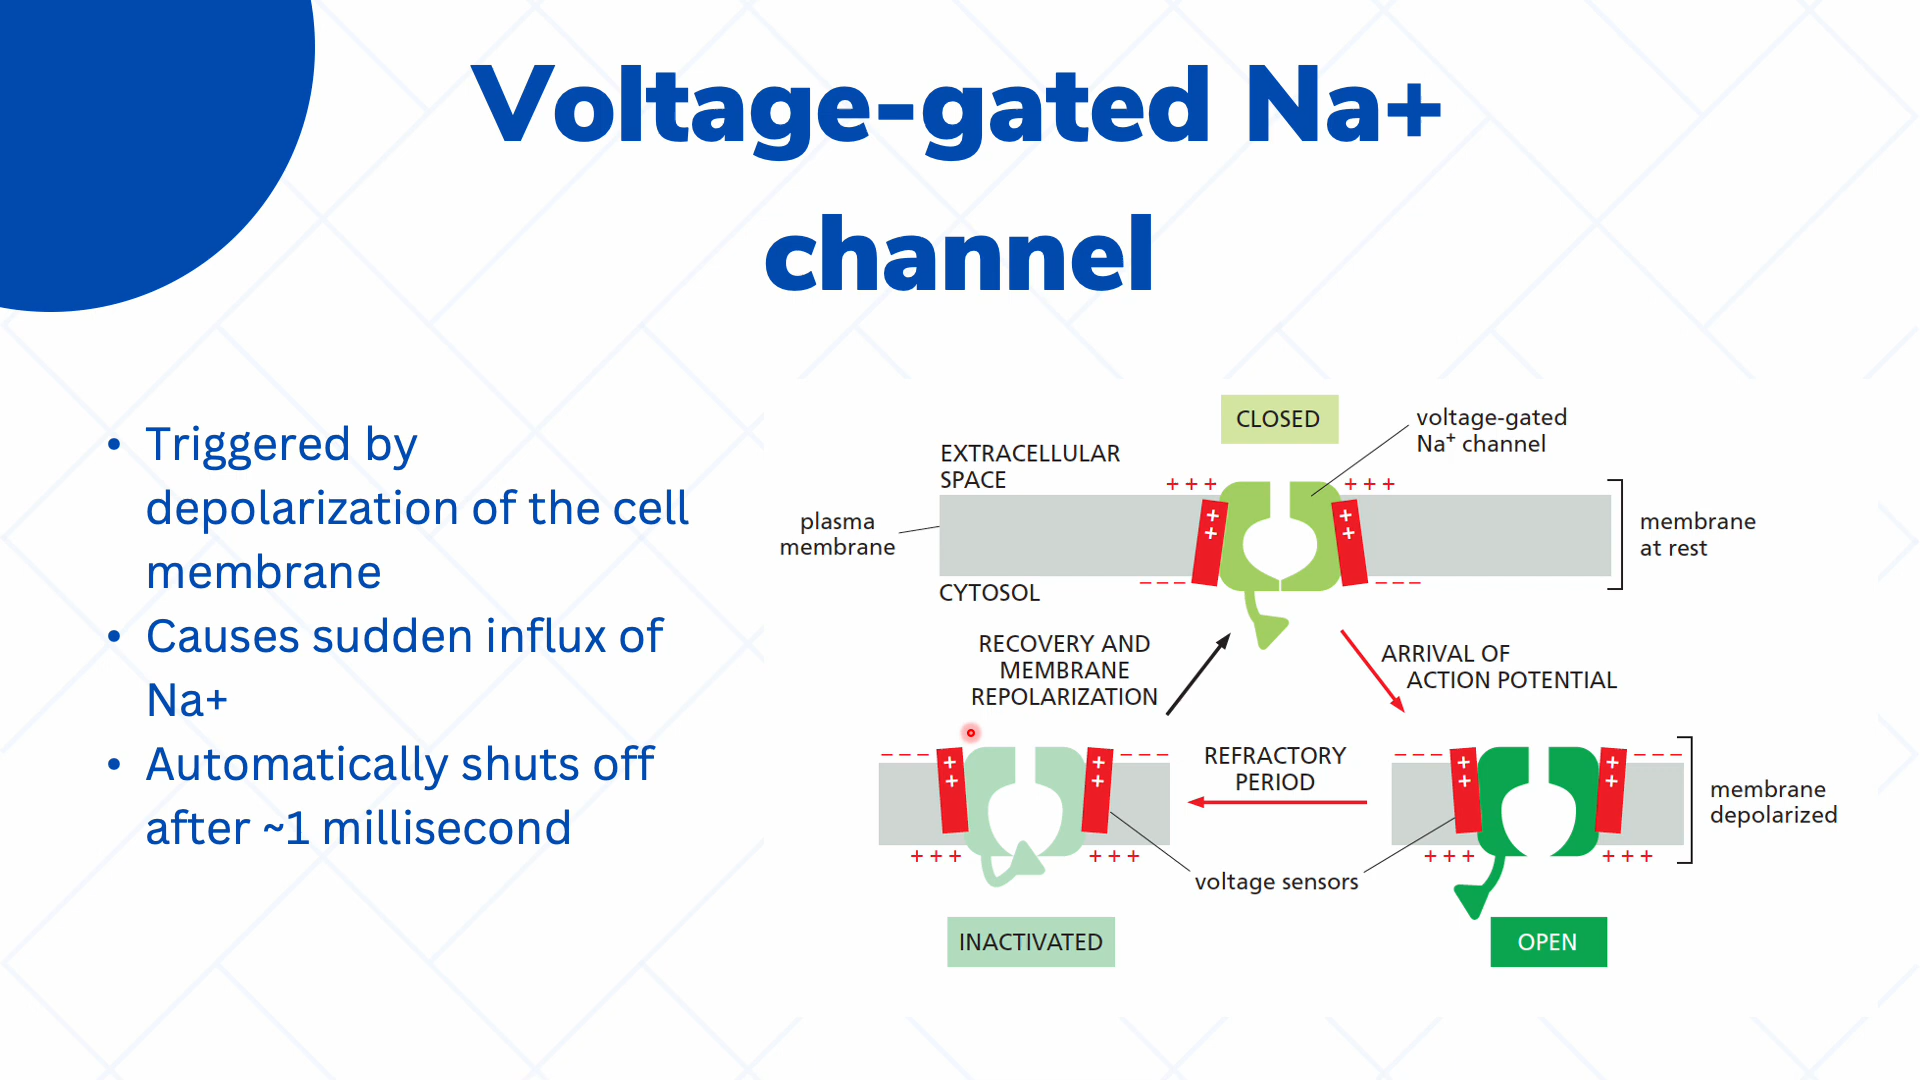 Voltage-gated Na+
channel
• Triggered by
depolarization of the cell
membrane
• Causes sudden influx of
Na+
• Automatically shuts off
after ~1 millisecond
CLOSED
voltage-gated
Na⁺ channel
EXTRACELLULAR
SPACE
+ + +
+ + +
plasma
membrane
+
+
+
+
membrane
at rest
– – –
– – –
CYTOSOL
RECOVERY AND
MEMBRANE
REPOLARIZATION
ARRIVAL OF
ACTION POTENTIAL
– – –
+
+
+
+
– – –
REFRACTORY
PERIOD
– – –
+
+
+
+
– – –
membrane
depolarized
+ + +
+ + +
+ + +
+ + +
voltage sensors
INACTIVATED
OPEN